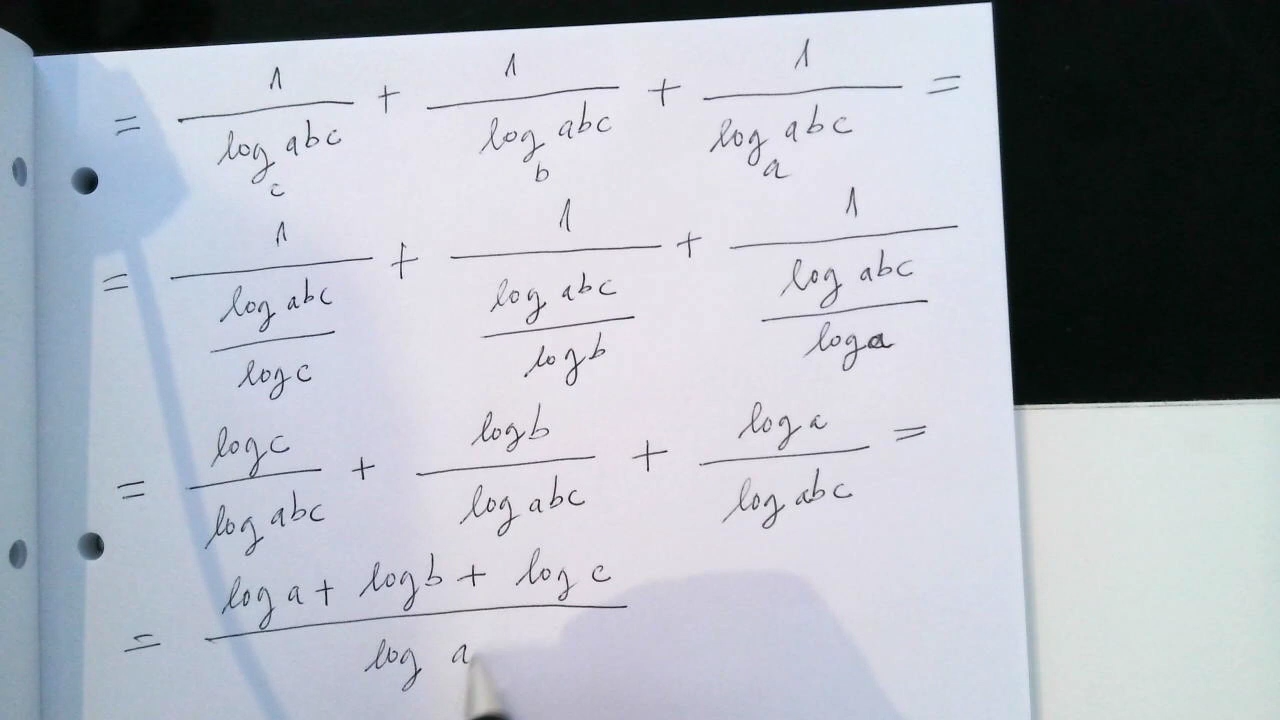 = 1/(log_c abc) + 1/(log_b abc) + 1/(log_a abc) =
= 1/((log abc)/(log c)) + 1/((log abc)/(log b)) + 1/((log abc)/(log a))
= (log c)/(log abc) + (log b)/(log abc) + (log a)/(log abc) =
= (log a + log b + log c)/(log a